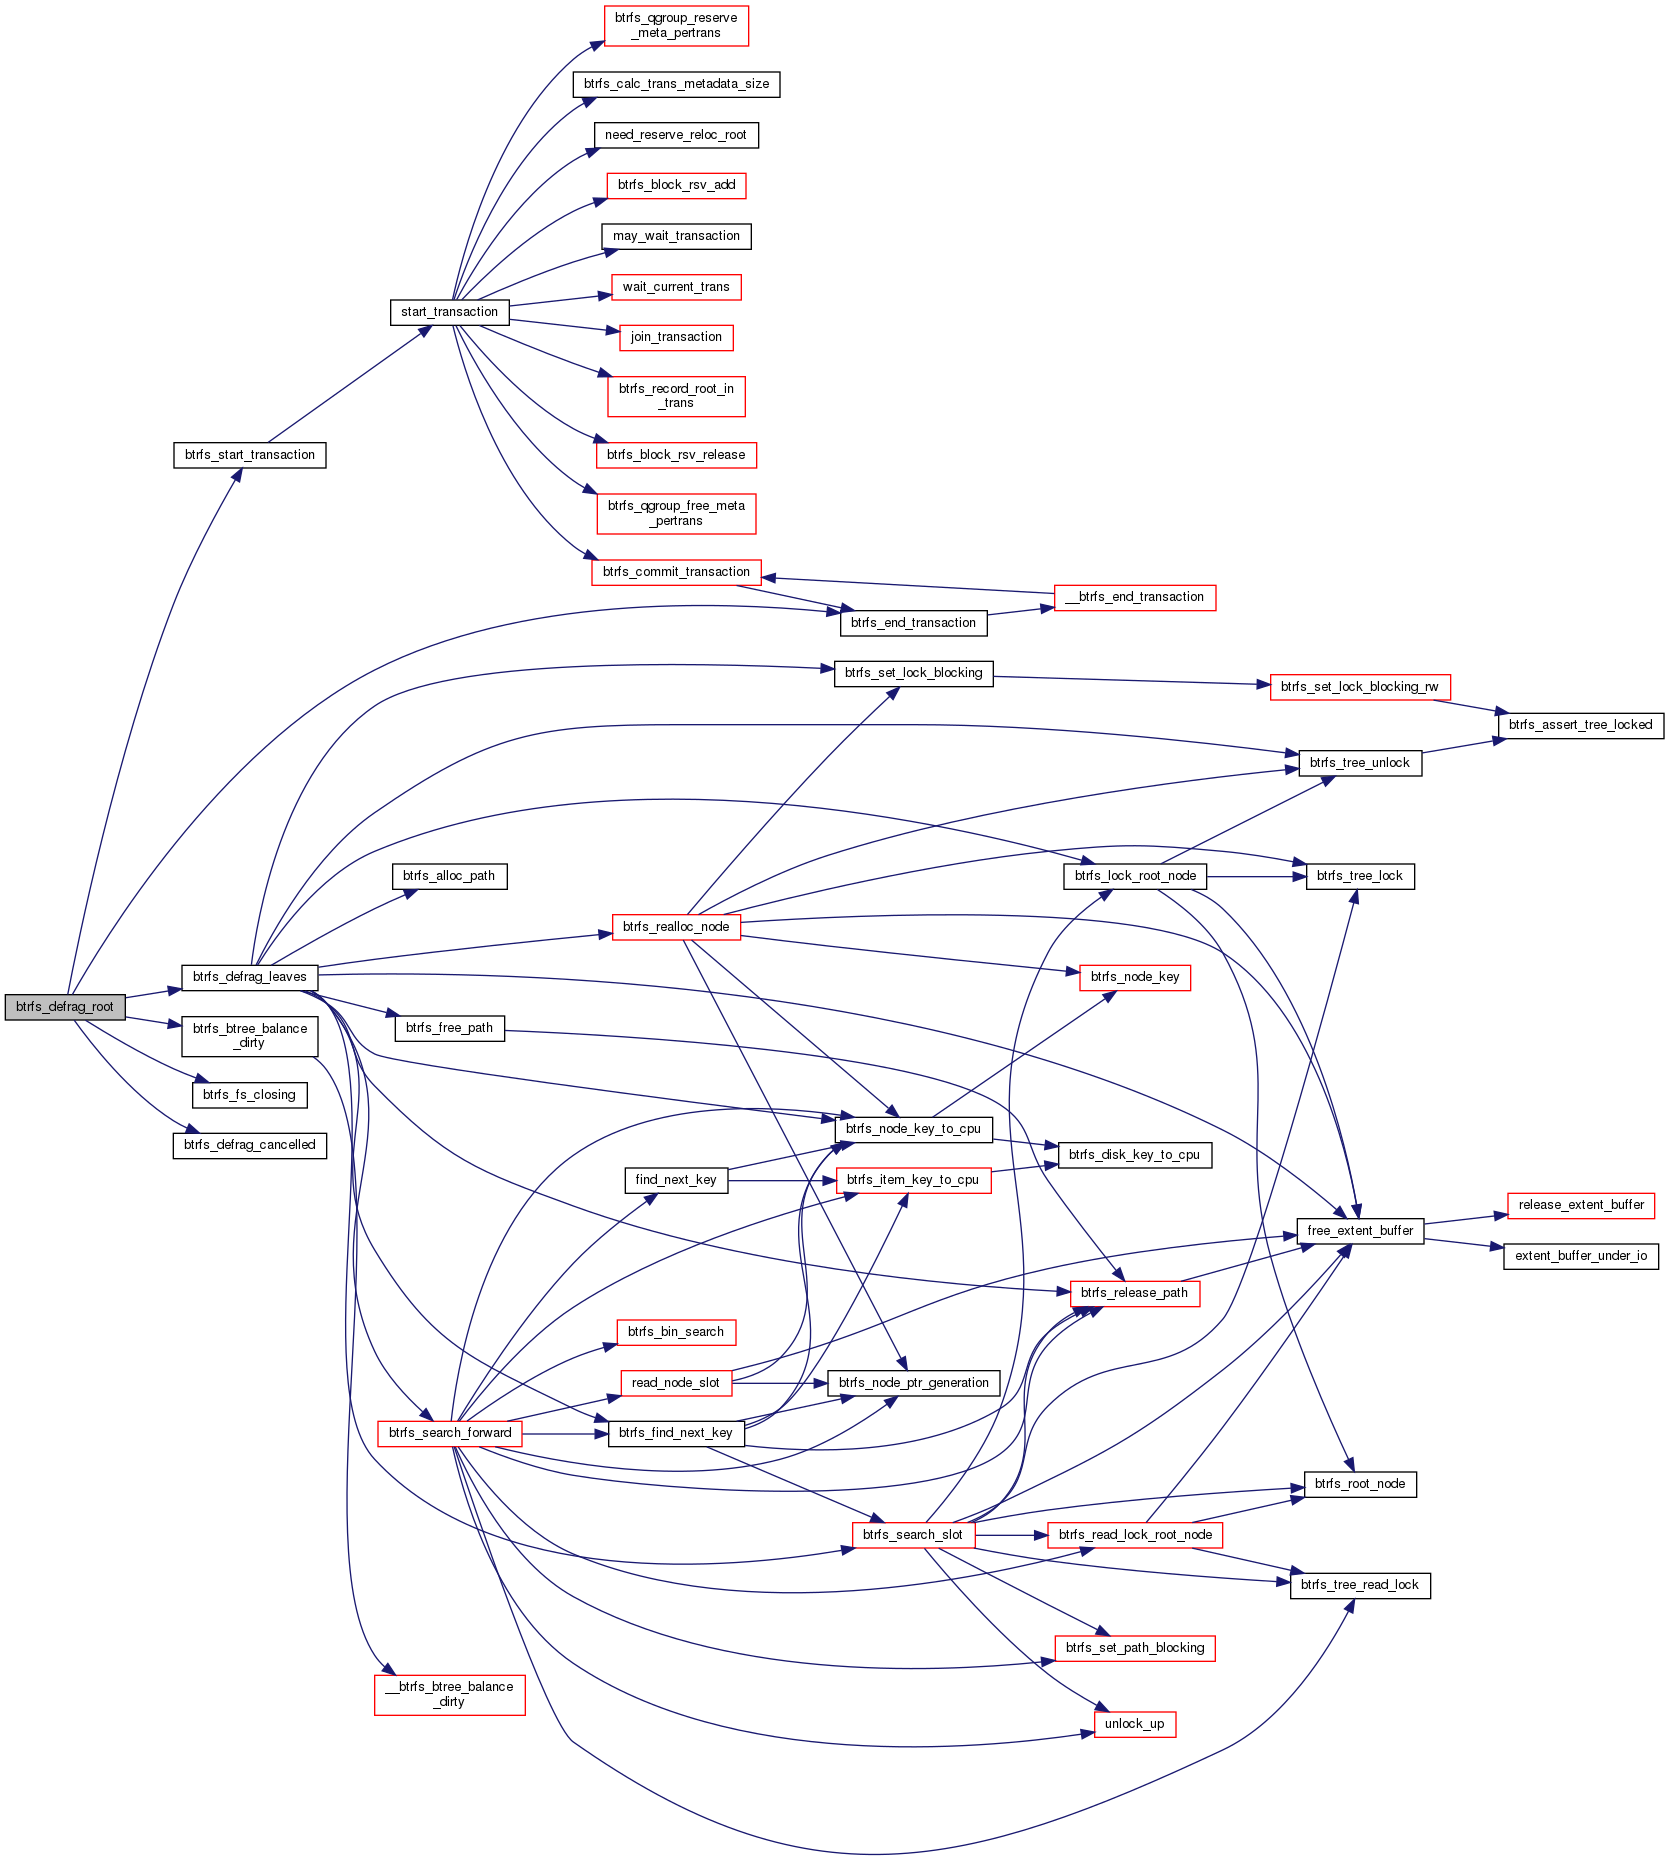 btrfs_qgroup_reserve
_meta_pertrans
btrfs_calc_trans_metadata_size
need_reserve_reloc_root
btrfs_block_rsv_add
may_wait_transaction
wait_current_trans
start_transaction
join_transaction
btrfs_record_root_in
_trans
btrfs_start_transaction
btrfs_block_rsv_release
btrfs_qgroup_free_meta
_pertrans
btrfs_commit_transaction
__btrfs_end_transaction
btrfs_end_transaction
btrfs_set_lock_blocking
btrfs_set_lock_blocking_rw
btrfs_assert_tree_locked
btrfs_tree_unlock
btrfs_alloc_path
btrfs_lock_root_node
btrfs_tree_lock
btrfs_realloc_node
btrfs_defrag_leaves
btrfs_node_key
btrfs_defrag_root
btrfs_btree_balance
_dirty
btrfs_free_path
btrfs_fs_closing
btrfs_defrag_cancelled
btrfs_node_key_to_cpu
btrfs_disk_key_to_cpu
find_next_key
btrfs_item_key_to_cpu
free_extent_buffer
release_extent_buffer
extent_buffer_under_io
btrfs_release_path
btrfs_bin_search
read_node_slot
btrfs_node_ptr_generation
btrfs_search_forward
btrfs_find_next_key
btrfs_root_node
btrfs_search_slot
btrfs_read_lock_root_node
btrfs_tree_read_lock
btrfs_set_path_blocking
__btrfs_btree_balance
_dirty
unlock_up